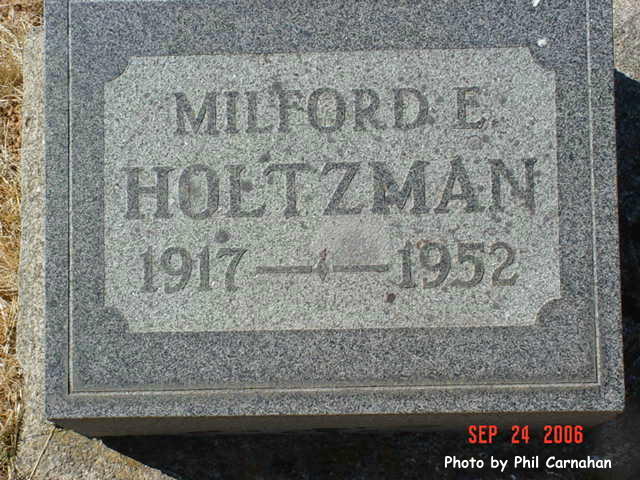 MILFORD E.
HOLTZMAN
1917 — 1952
SEP 24 2006
Photo by Phil Carnahan